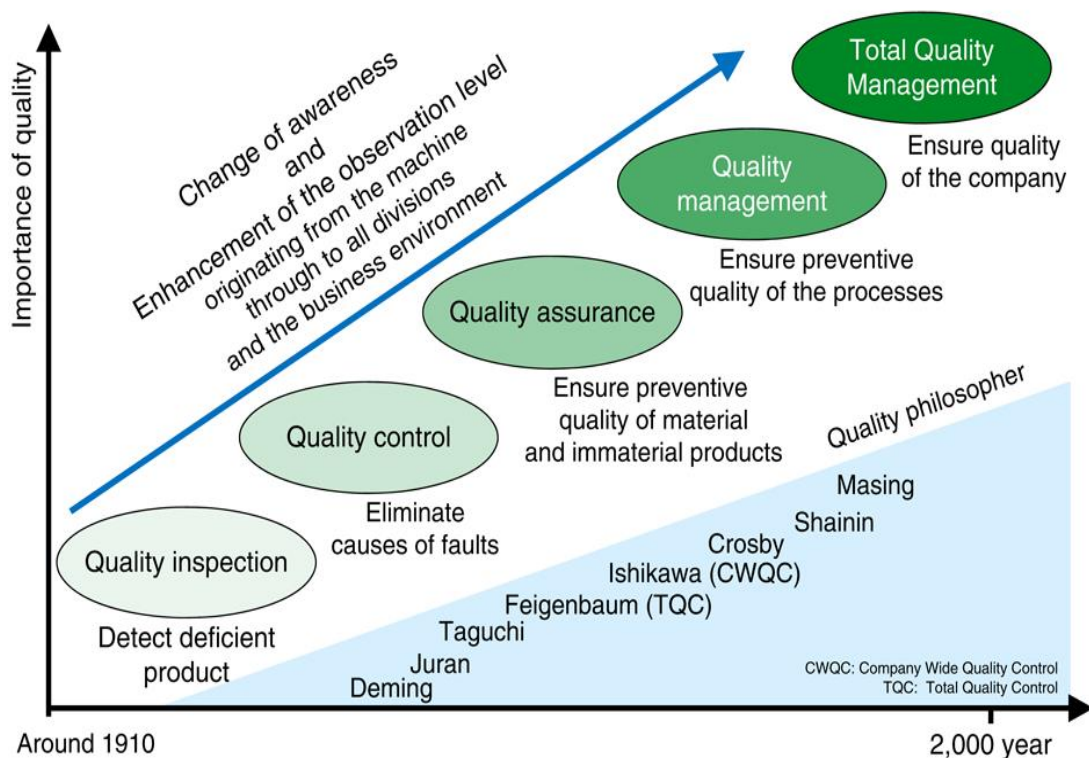 Importance of quality
Change of awareness
and
Enhancement of the observation level
originating from the machine
through to all divisions
and the business environment
Total Quality
Management
Ensure quality
of the company
Quality
management
Ensure preventive
quality of the processes
Quality assurance
Ensure preventive
quality of material
and immaterial products
Quality control
Eliminate
causes of faults
Quality inspection
Detect deficient
product
Quality philosopher
Masing
Shainin
Crosby
Ishikawa (CWQC)
Feigenbaum (TQC)
Taguchi
Juran
Deming
CWQC: Company Wide Quality Control
TQC: Total Quality Control
Around 1910
2,000 year